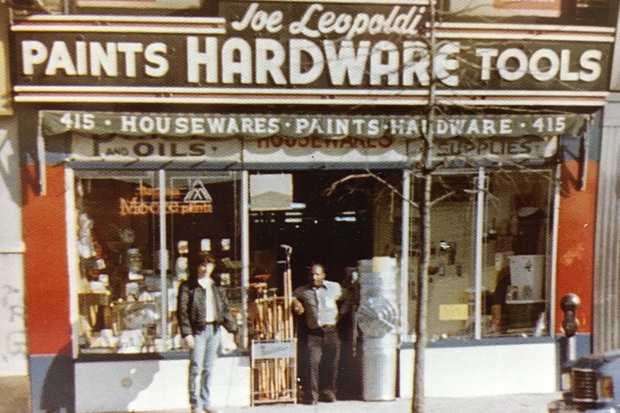 Joe Leopoldi
PAINTS HARDWARE TOOLS
415 · HOUSEWARES · PAINTS · HARDWARE · 415
AND OILS
HOUSEWARES
SUPPLIES
Moore paints